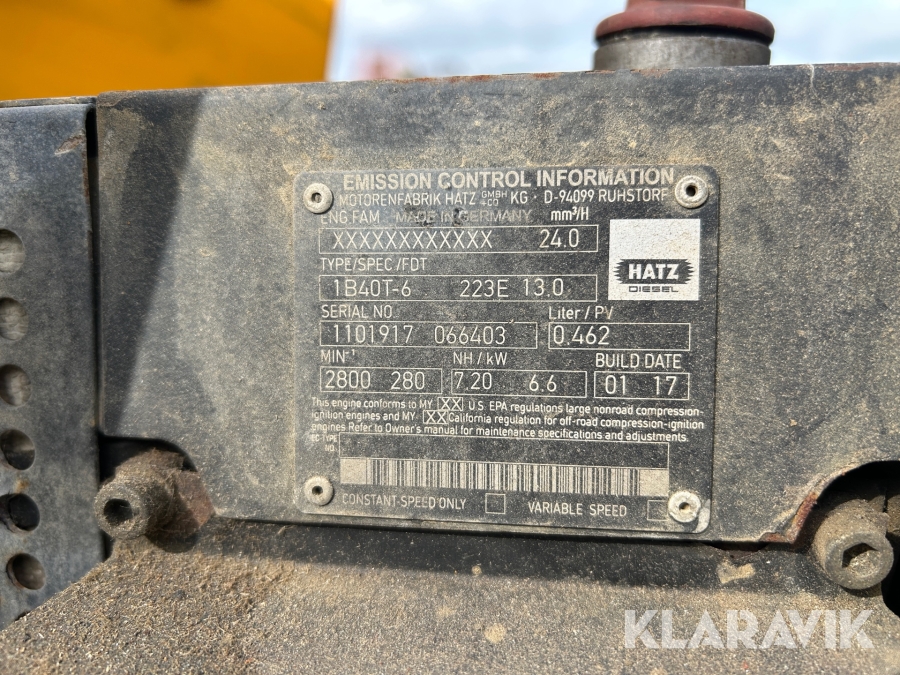 EMISSION CONTROL INFORMATION
MOTORENFABRIK HATZ GMBH +CO KG · D-94099 RUHSTORF
ENG FAM MADE IN GERMANY mm³/H
XXXXXXXXXXXX 24.0
TYPE/SPEC/FDT
1B40T-6 223E 13.0
HATZ
DIESEL
SERIAL NO Liter / PV
1101917 066403 0.462
MIN⁻¹ NH / kW BUILD DATE
2800 280 7.20 6.6 01 17
This engine conforms to MY XX U.S EPA regulations large nonroad compression-
ignition engines and MY- XX California regulation for off-road compression-ignition
engines Refer to Owner's manual for maintenance specifications and adjustments.
EC TYPE
NO
CONSTANT SPEED ONLY VARIABLE SPEED
KLARAVIK